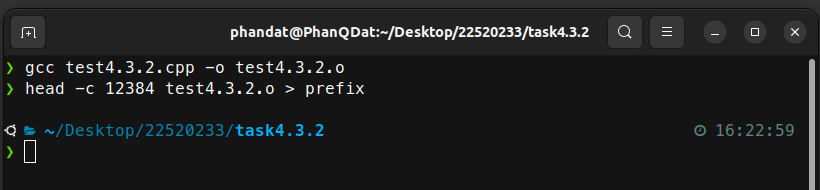 phandat@PhanQDat:~/Desktop/22520233/task4.3.2
❯ gcc test4.3.2.cpp -o test4.3.2.o
❯ head -c 12384 test4.3.2.o > prefix
~/Desktop/22520233/task4.3.2 16:22:59
❯